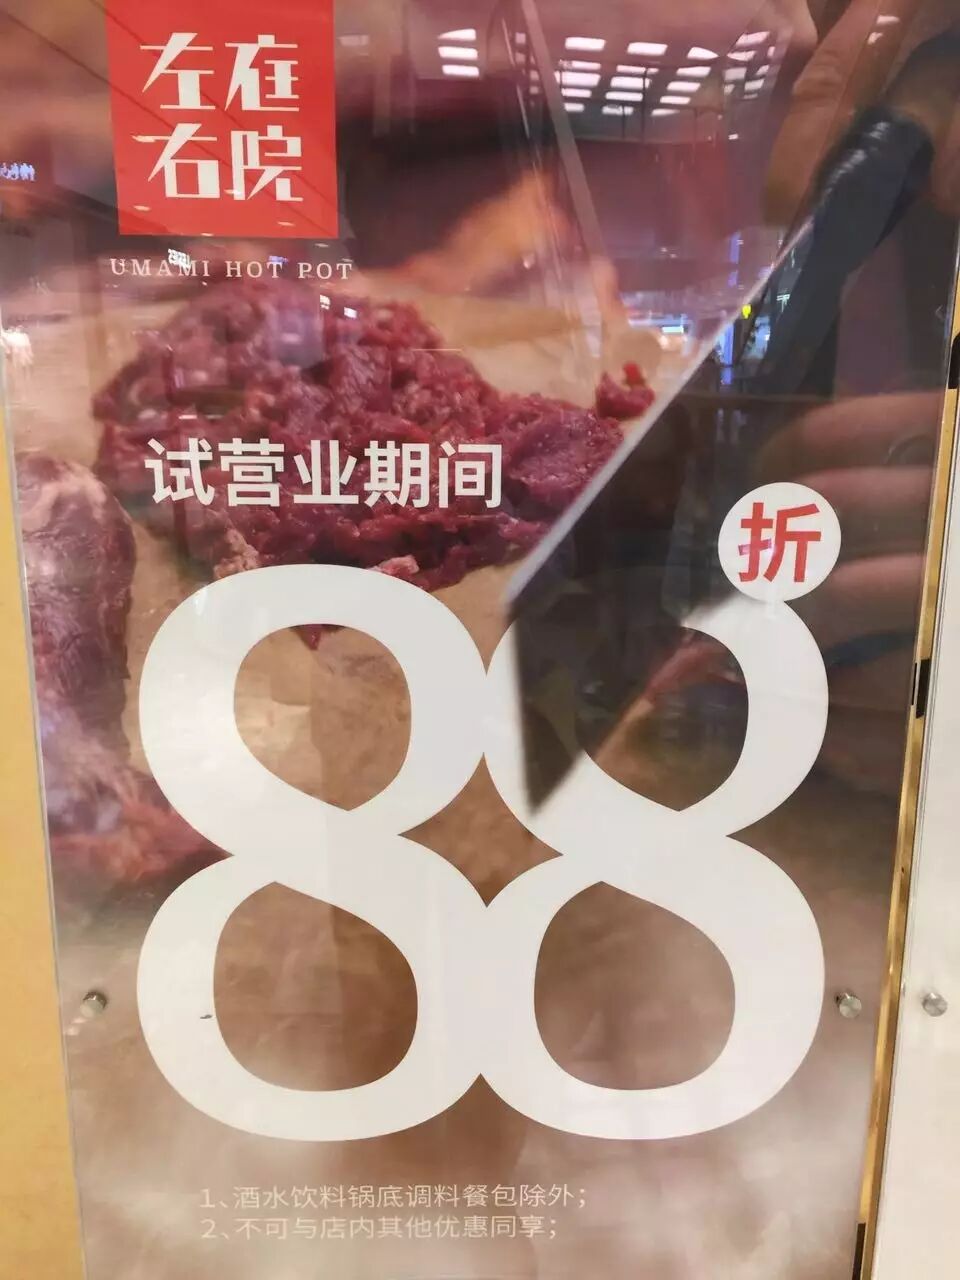 左庭
右院
UMAMI HOT POT
试营业期间
88折
1、酒水饮料锅底调料餐包除外；
2、不可与店内其他优惠同享；